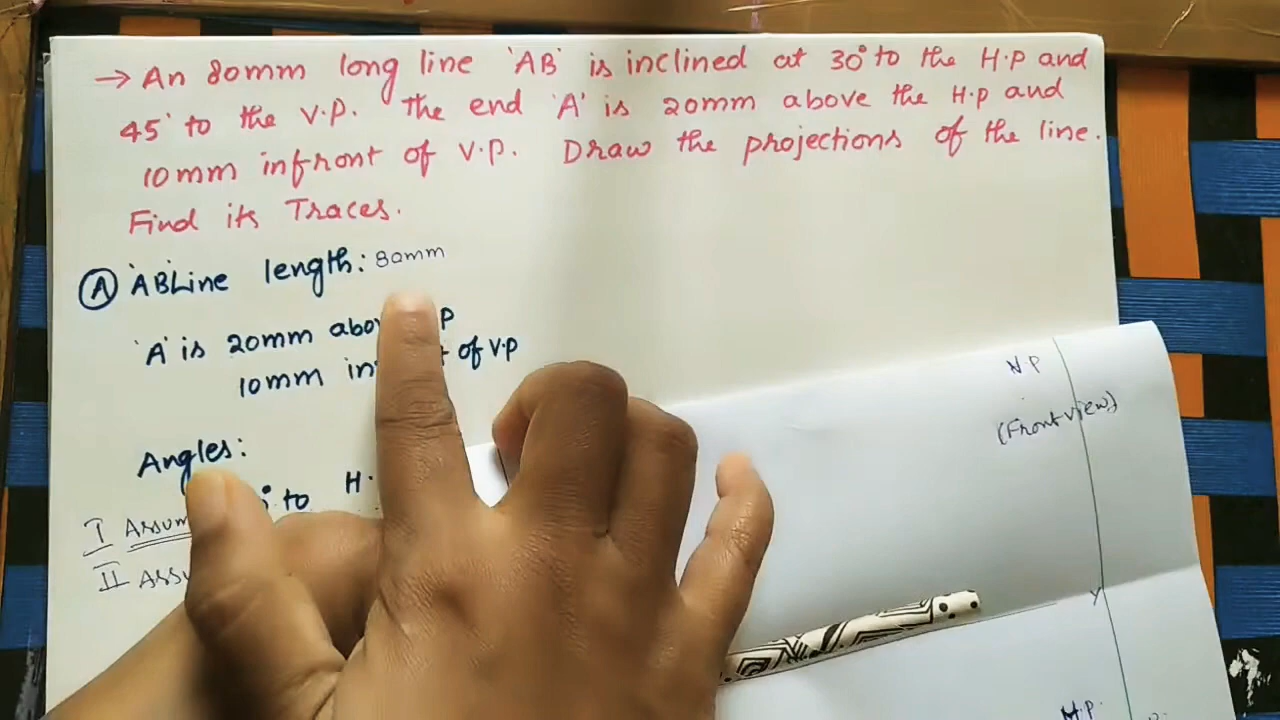 → An 80mm long line 'AB' is inclined at 30° to the H.P and
45° to the V.P. The end 'A' is 20mm above the H.p and
10mm infront of V.P. Draw the projections of the line.
Find its Traces.
Ⓐ 'AB' Line length: 80mm
'A' is 20mm P
10mm of V.P
Angles:
to H.
I
II
V.P
(Front view)
Y
H.P.